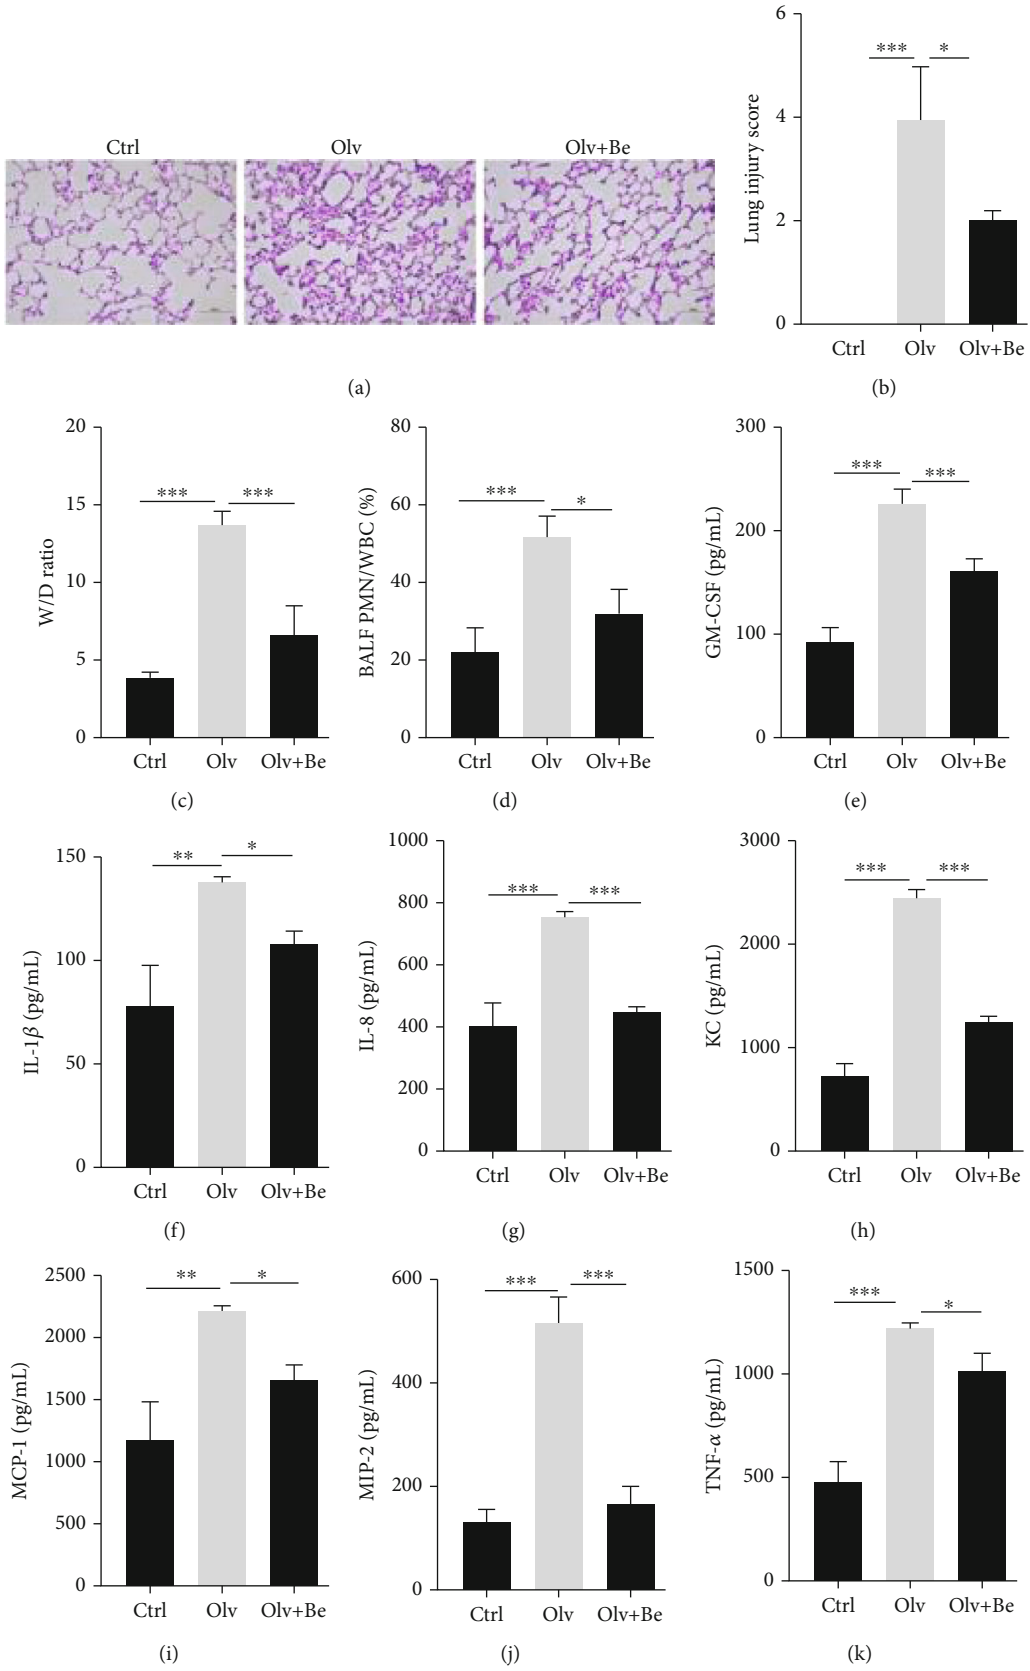 Ctrl
Olv
Olv+Be
(a)
6
4
2
0
Lung injury score
***
*
Ctrl
Olv
Olv+Be
(b)
20
15
10
5
0
W/D ratio
***
***
Ctrl
Olv
Olv+Be
(c)
80
60
40
20
0
BALF PMN/WBC (%)
***
*
Ctrl
Olv
Olv+Be
(d)
300
200
100
0
GM-CSF (pg/mL)
***
***
Ctrl
Olv
Olv+Be
(e)
150
100
50
0
IL-1β (pg/mL)
**
*
Ctrl
Olv
Olv+Be
(f)
1000
800
600
400
200
0
IL-8 (pg/mL)
***
***
Ctrl
Olv
Olv+Be
(g)
3000
2000
1000
0
KC (pg/mL)
***
***
Ctrl
Olv
Olv+Be
(h)
2500
2000
1500
1000
500
0
MCP-1 (pg/mL)
**
*
Ctrl
Olv
Olv+Be
(i)
600
400
200
0
MIP-2 (pg/mL)
***
***
Ctrl
Olv
Olv+Be
(j)
1500
1000
500
0
TNF-α (pg/mL)
***
*
Ctrl
Olv
Olv+Be
(k)